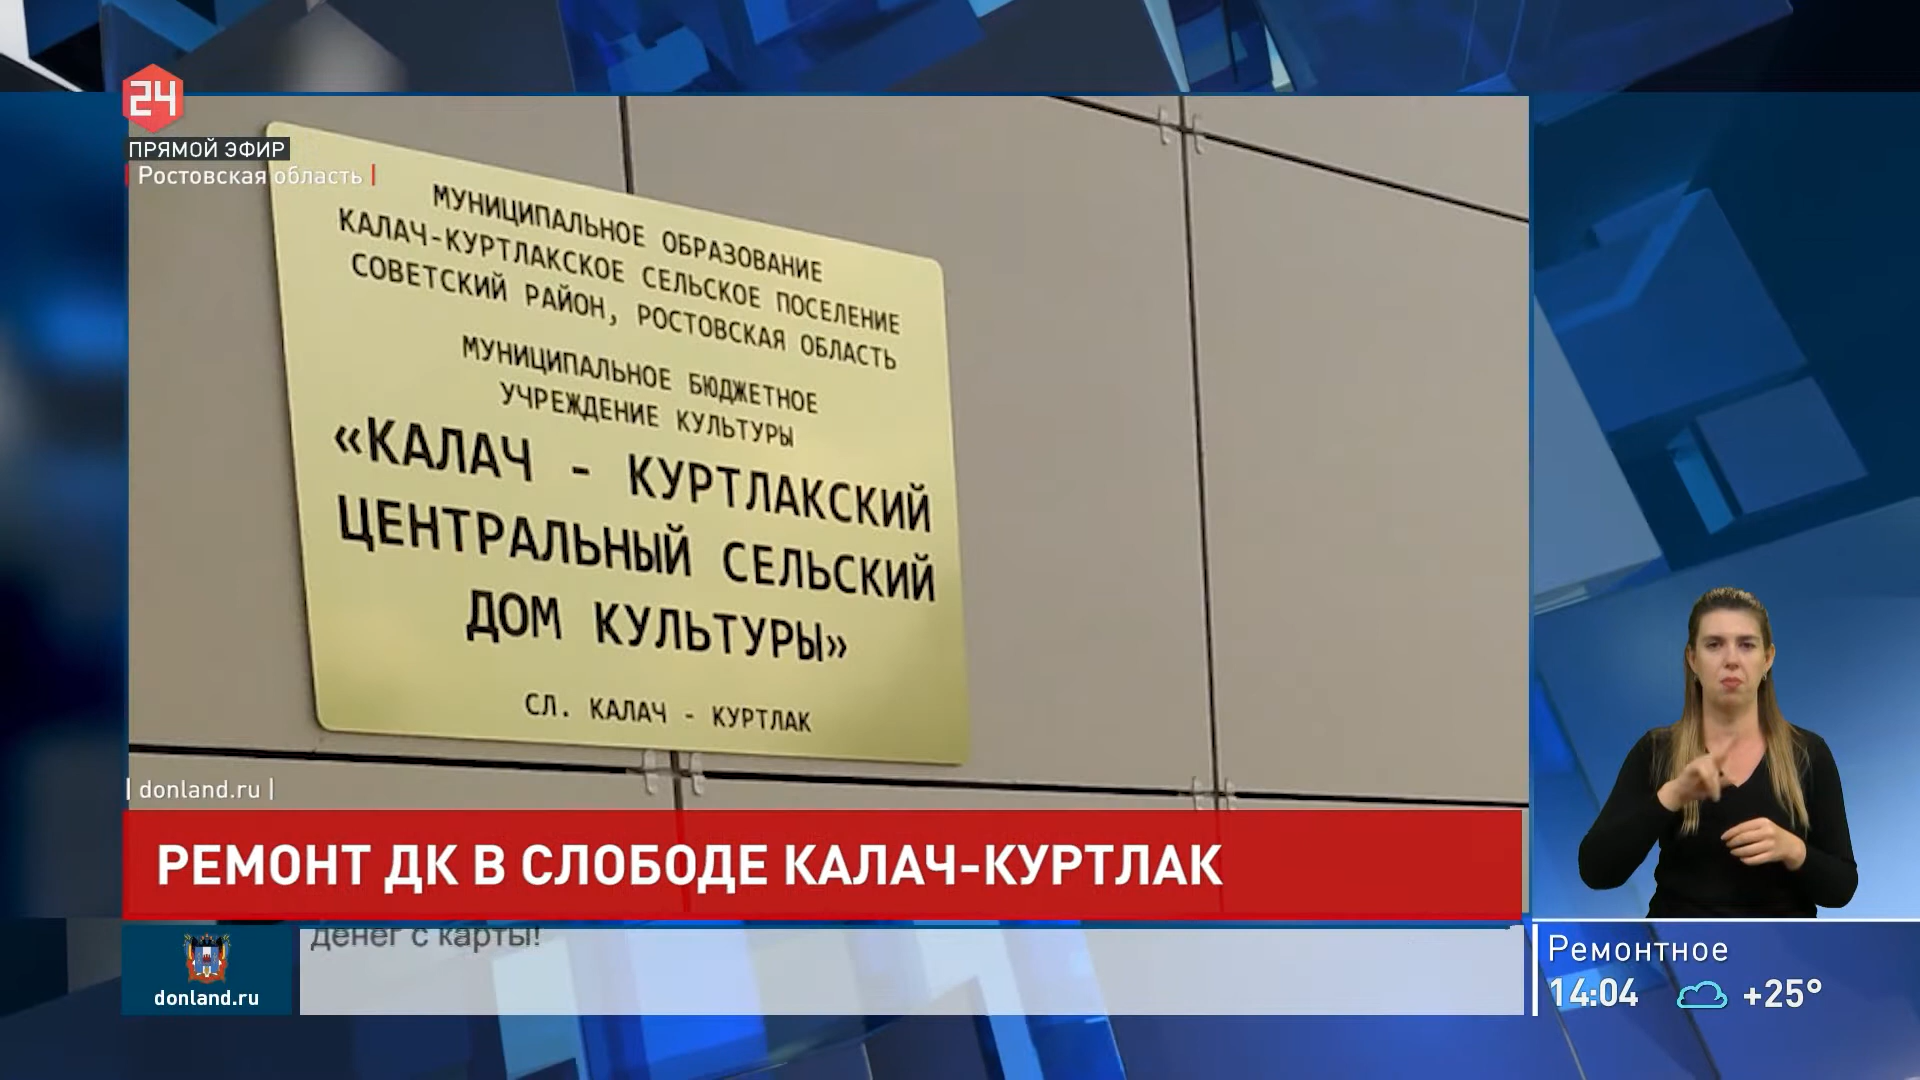 24
ПРЯМОЙ ЭФИР
Ростовская область
МУНИЦИПАЛЬНОЕ ОБРАЗОВАНИЕ
КАЛАЧ-КУРТЛАКСКОЕ СЕЛЬСКОЕ ПОСЕЛЕНИЕ
СОВЕТСКИЙ РАЙОН, РОСТОВСКАЯ ОБЛАСТЬ
МУНИЦИПАЛЬНОЕ БЮДЖЕТНОЕ
УЧРЕЖДЕНИЕ КУЛЬТУРЫ
«КАЛАЧ - КУРТЛАКСКИЙ
ЦЕНТРАЛЬНЫЙ СЕЛЬСКИЙ
ДОМ КУЛЬТУРЫ»
СЛ. КАЛАЧ - КУРТЛАК
donland.ru
РЕМОНТ ДК В СЛОБОДЕ КАЛАЧ-КУРТЛАК
денег с карты!
donland.ru
Ремонтное
14:04 +25°